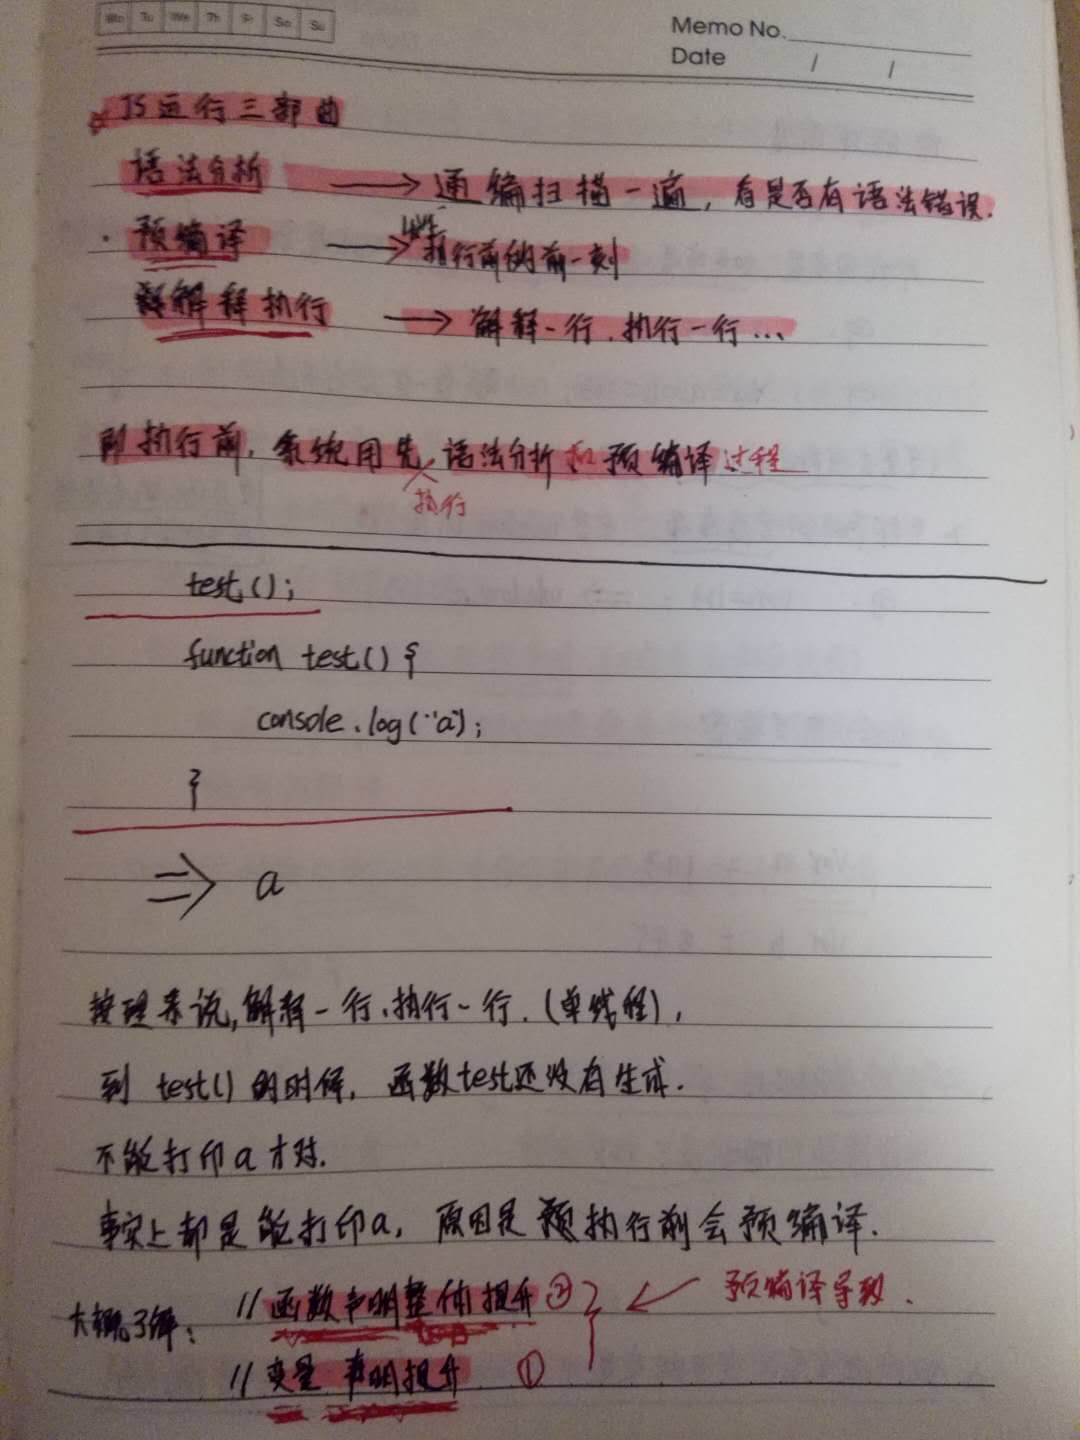 Mo Tu We Th Fr Sa Su
Memo No.
Date / /
JS运行三部曲
语法分析 → 通编扫描一遍，看是否有语法错误.
预编译 → 执行前的前一刻
解释执行 → 解释一行.执行一行...
即执行前，系统用先语法分析和预编译过程
执行
test();
function test() {
console.log("a");
}
⇒ a
按理来说,解释一行、执行一行.(单线程),
到 test() 的时候，函数test还没有生成.
不能打印a才对.
事实上却是能打印a，原因是预执行前会预编译.
大概了解： // 函数声明整体提升② } ← 预编译导致.
// 变量 声明提升 ①